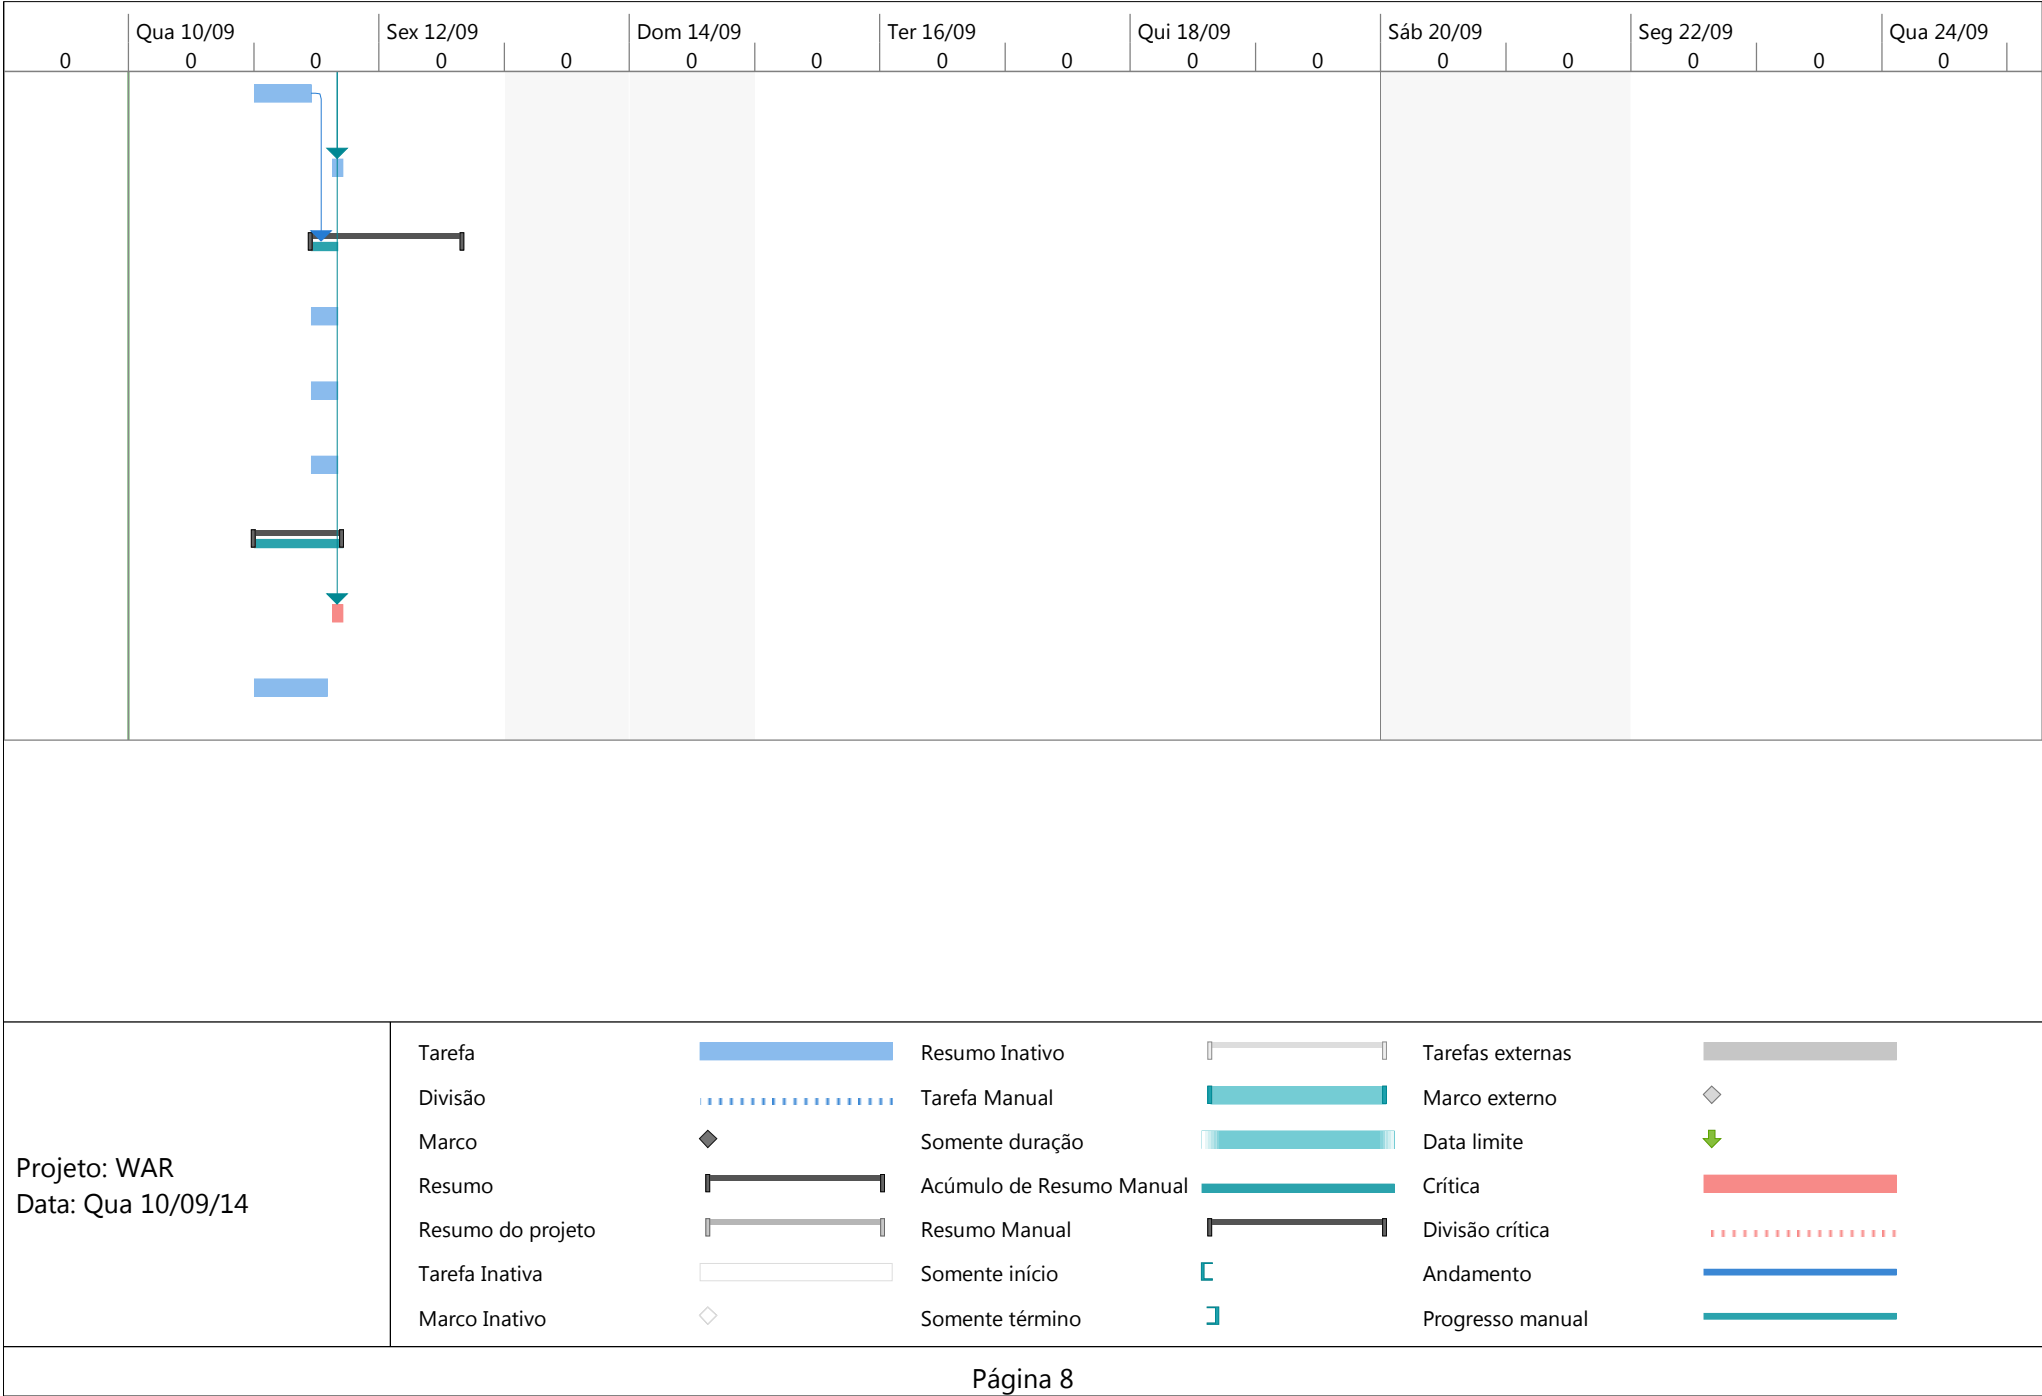 Qua 10/09 Sex 12/09 Dom 14/09 Ter 16/09 Qui 18/09 Sáb 20/09 Seg 22/09 Qua 24/09
0 0 0 0 0 0 0 0 0 0 0 0 0 0 0 0
Projeto: WAR
Data: Qua 10/09/14
Tarefa
Divisão
Marco
Resumo
Resumo do projeto
Tarefa Inativa
Marco Inativo
Resumo Inativo
Tarefa Manual
Somente duração
Acúmulo de Resumo Manual
Resumo Manual
Somente início
Somente término
Tarefas externas
Marco externo
Data limite
Crítica
Divisão crítica
Andamento
Progresso manual
Página 8